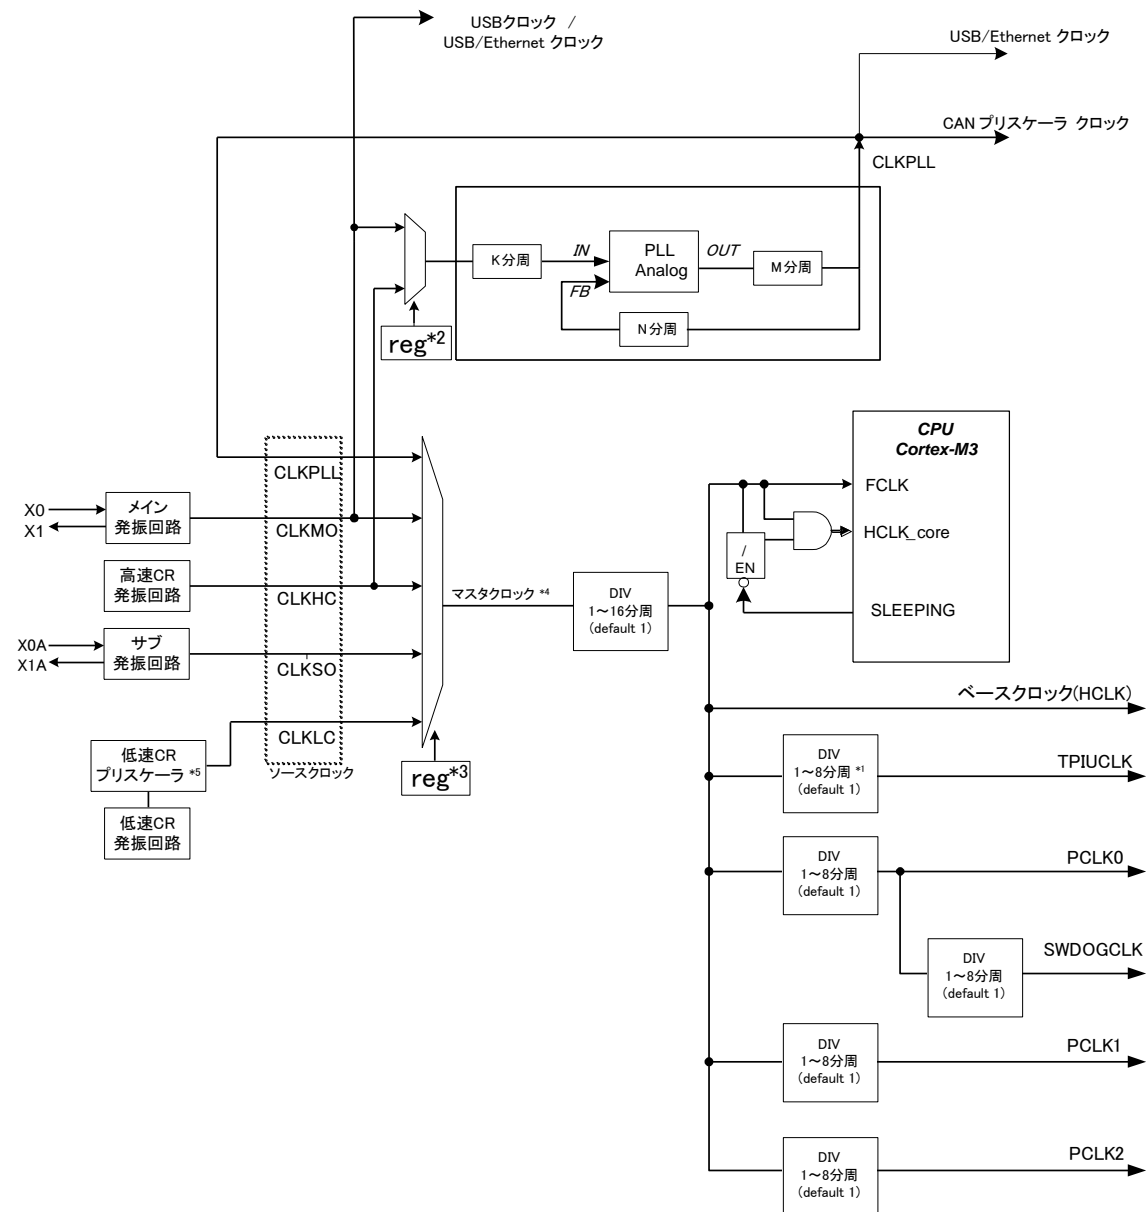 USBクロック /
USB/Ethernet クロック
USB/Ethernet クロック
CAN プリスケーラ クロック
CLKPLL
K分周
IN
FB
PLL
Analog
OUT
M分周
N分周
reg*2
CPU
Cortex-M3
FCLK
HCLK_core
SLEEPING
/
EN
CLKPLL
X0
X1
メイン
発振回路
CLKMO
高速CR
発振回路
CLKHC
X0A
X1A
サブ
発振回路
CLKSO
CLKLC
ソースクロック
低速CR
プリスケーラ *5
低速CR
発振回路
reg*3
マスタクロック *4
DIV
1~16分周
(default 1)
ベースクロック(HCLK)
DIV
1~8分周 *1
(default 1)
TPIUCLK
DIV
1~8分周
(default 1)
PCLK0
DIV
1~8分周
(default 1)
SWDOGCLK
DIV
1~8分周
(default 1)
PCLK1
DIV
1~8分周
(default 1)
PCLK2